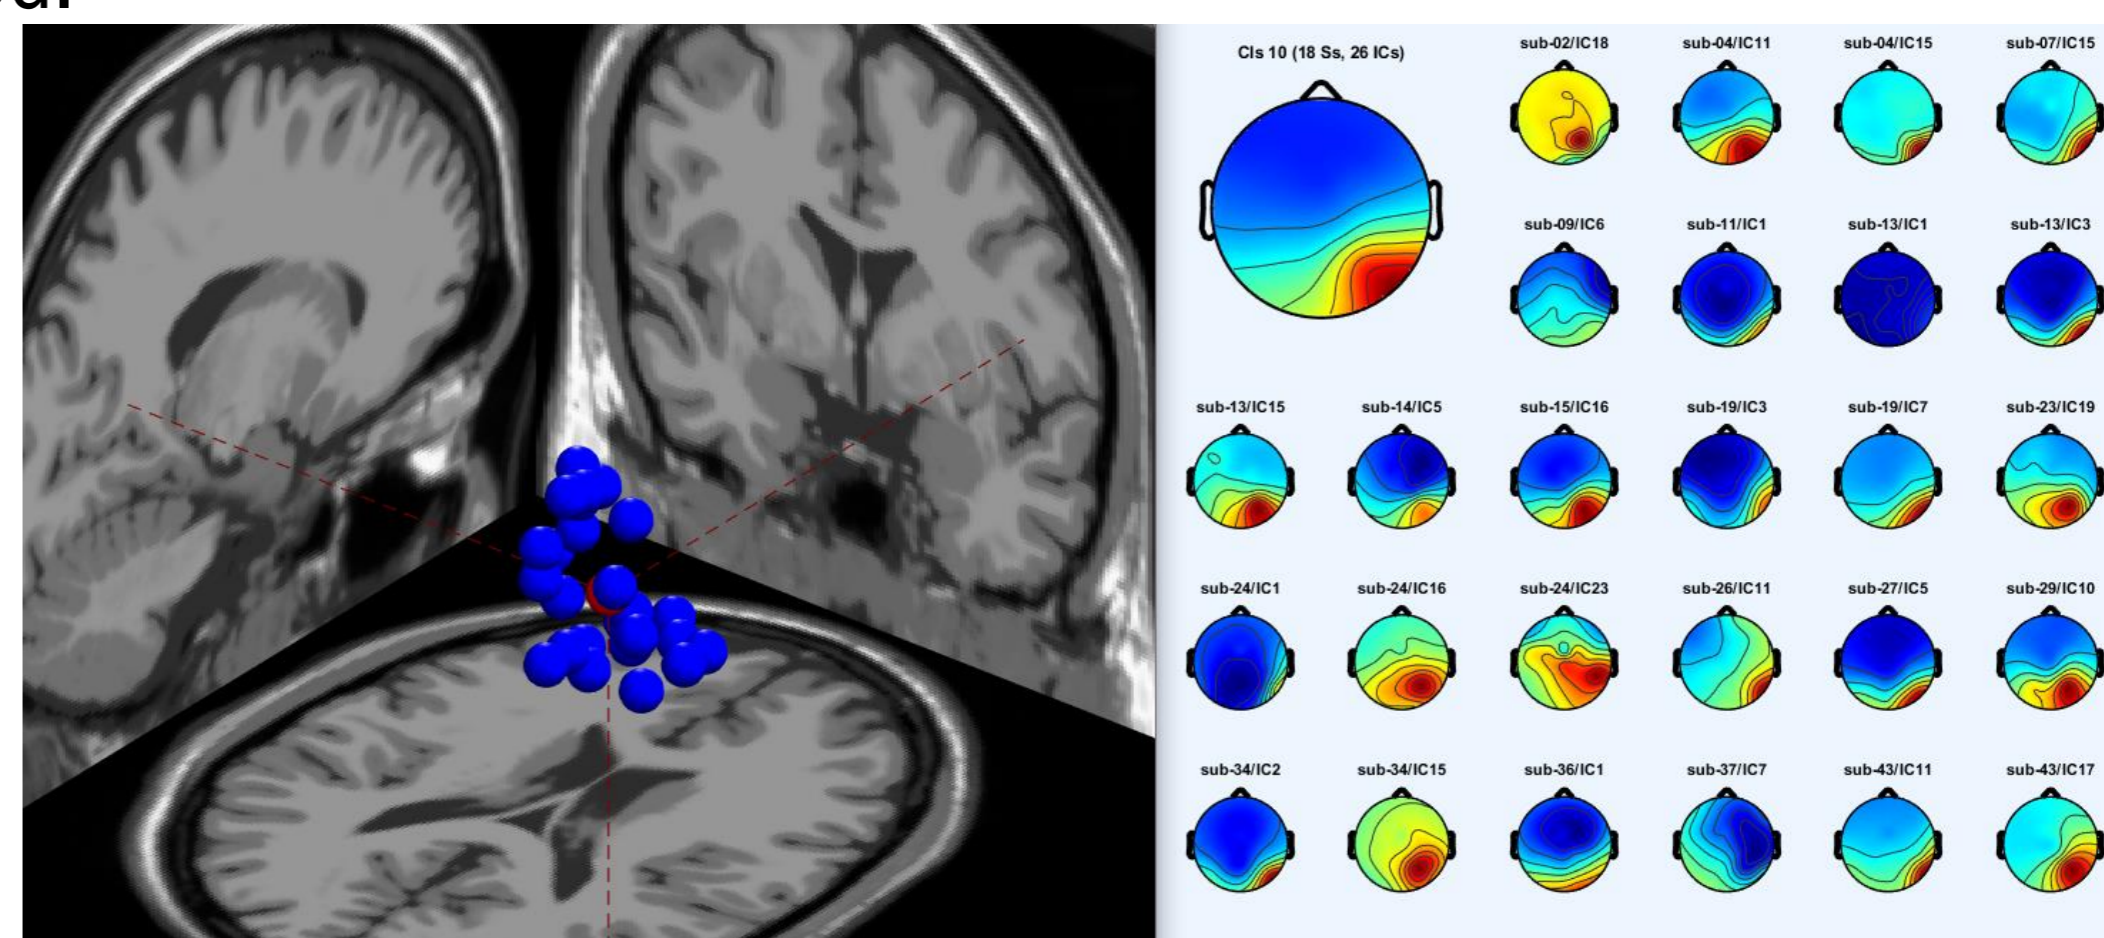 Cls 10 (18 Ss, 26 ICs)
sub-02/IC18 sub-04/IC11 sub-04/IC15 sub-07/IC15
sub-09/IC6 sub-11/IC1 sub-13/IC1 sub-13/IC3
sub-13/IC15 sub-14/IC5 sub-15/IC16 sub-19/IC3 sub-19/IC7 sub-23/IC19
sub-24/IC1 sub-24/IC16 sub-24/IC23 sub-26/IC11 sub-27/IC5 sub-29/IC10
sub-34/IC2 sub-34/IC15 sub-36/IC1 sub-37/IC7 sub-43/IC11 sub-43/IC17